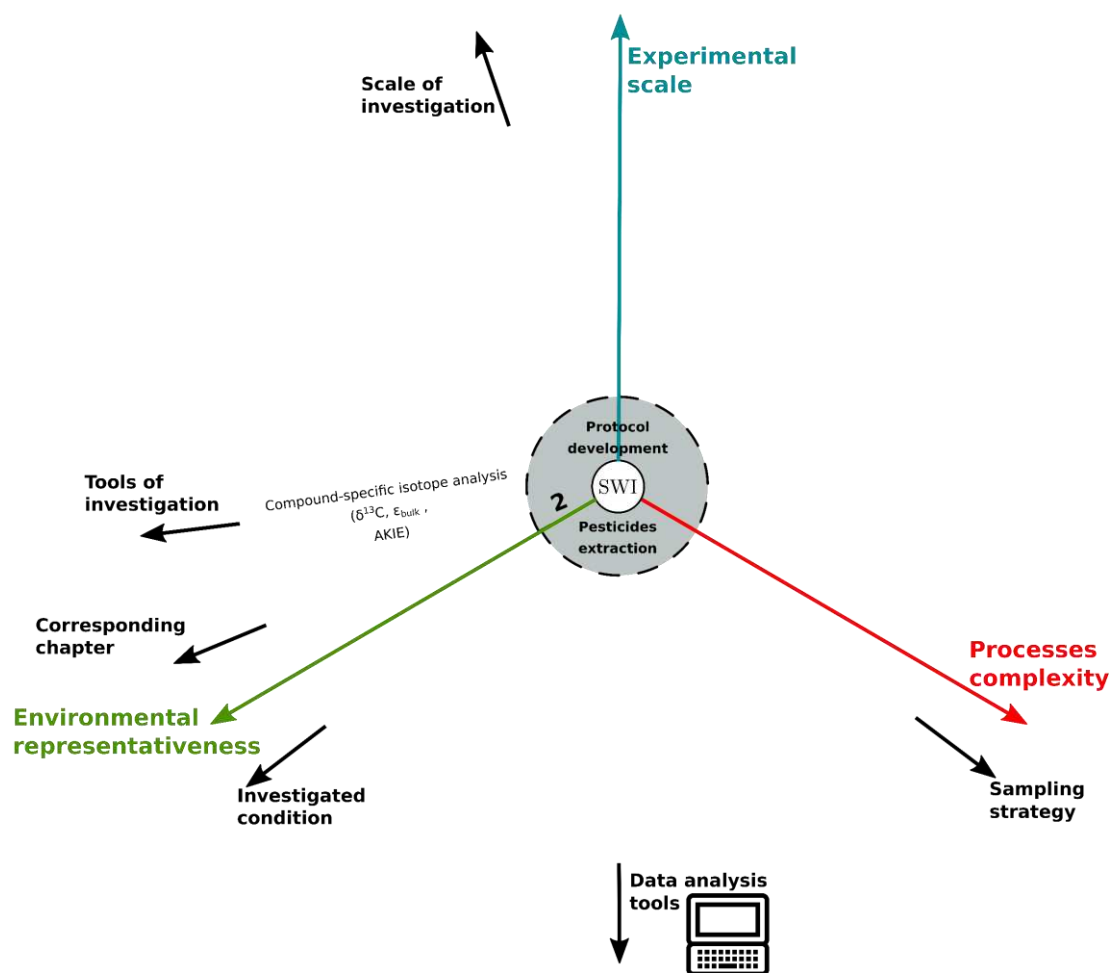 Experimental
scale
Scale of
investigation
Protocol
development
SWI
2
Pesticides
extraction
Tools of
investigation
Compound-specific isotope analysis
(δ¹³C, ε_bulk ,
AKIE)
Corresponding
chapter
Environmental
representativeness
Investigated
condition
Processes
complexity
Sampling
strategy
Data analysis
tools